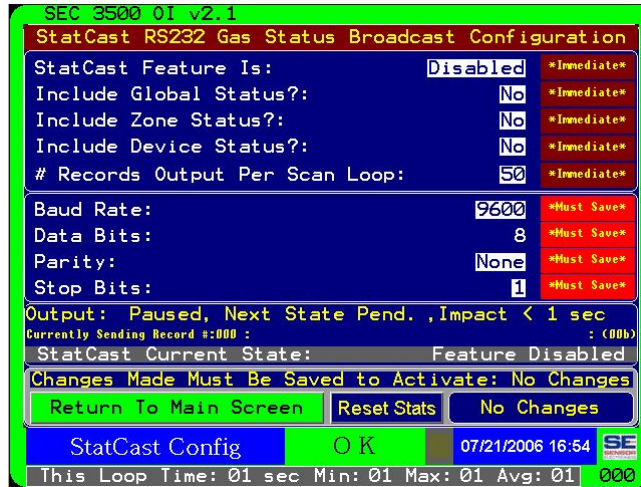 SEC 3500 OI v2.1
StatCast RS232 Gas Status Broadcast Configuration
StatCast Feature Is: Disabled *Immediate*
Include Global Status?: No *Immediate*
Include Zone Status?: No *Immediate*
Include Device Status?: No *Immediate*
# Records Output Per Scan Loop: 50 *Immediate*
Baud Rate: 9600 *Must Save*
Data Bits: 8 *Must Save*
Parity: None *Must Save*
Stop Bits: 1 *Must Save*
Output: Paused, Next State Pend. ,Impact < 1 sec
Currently Sending Record #:000 : : (00b)
StatCast Current State: Feature Disabled
Changes Made Must Be Saved to Activate: No Changes
Return To Main Screen Reset Stats No Changes
StatCast Config OK 07/21/2006 16:54 SE
This Loop Time: 01 sec Min: 01 Max: 01 Avg: 01 000